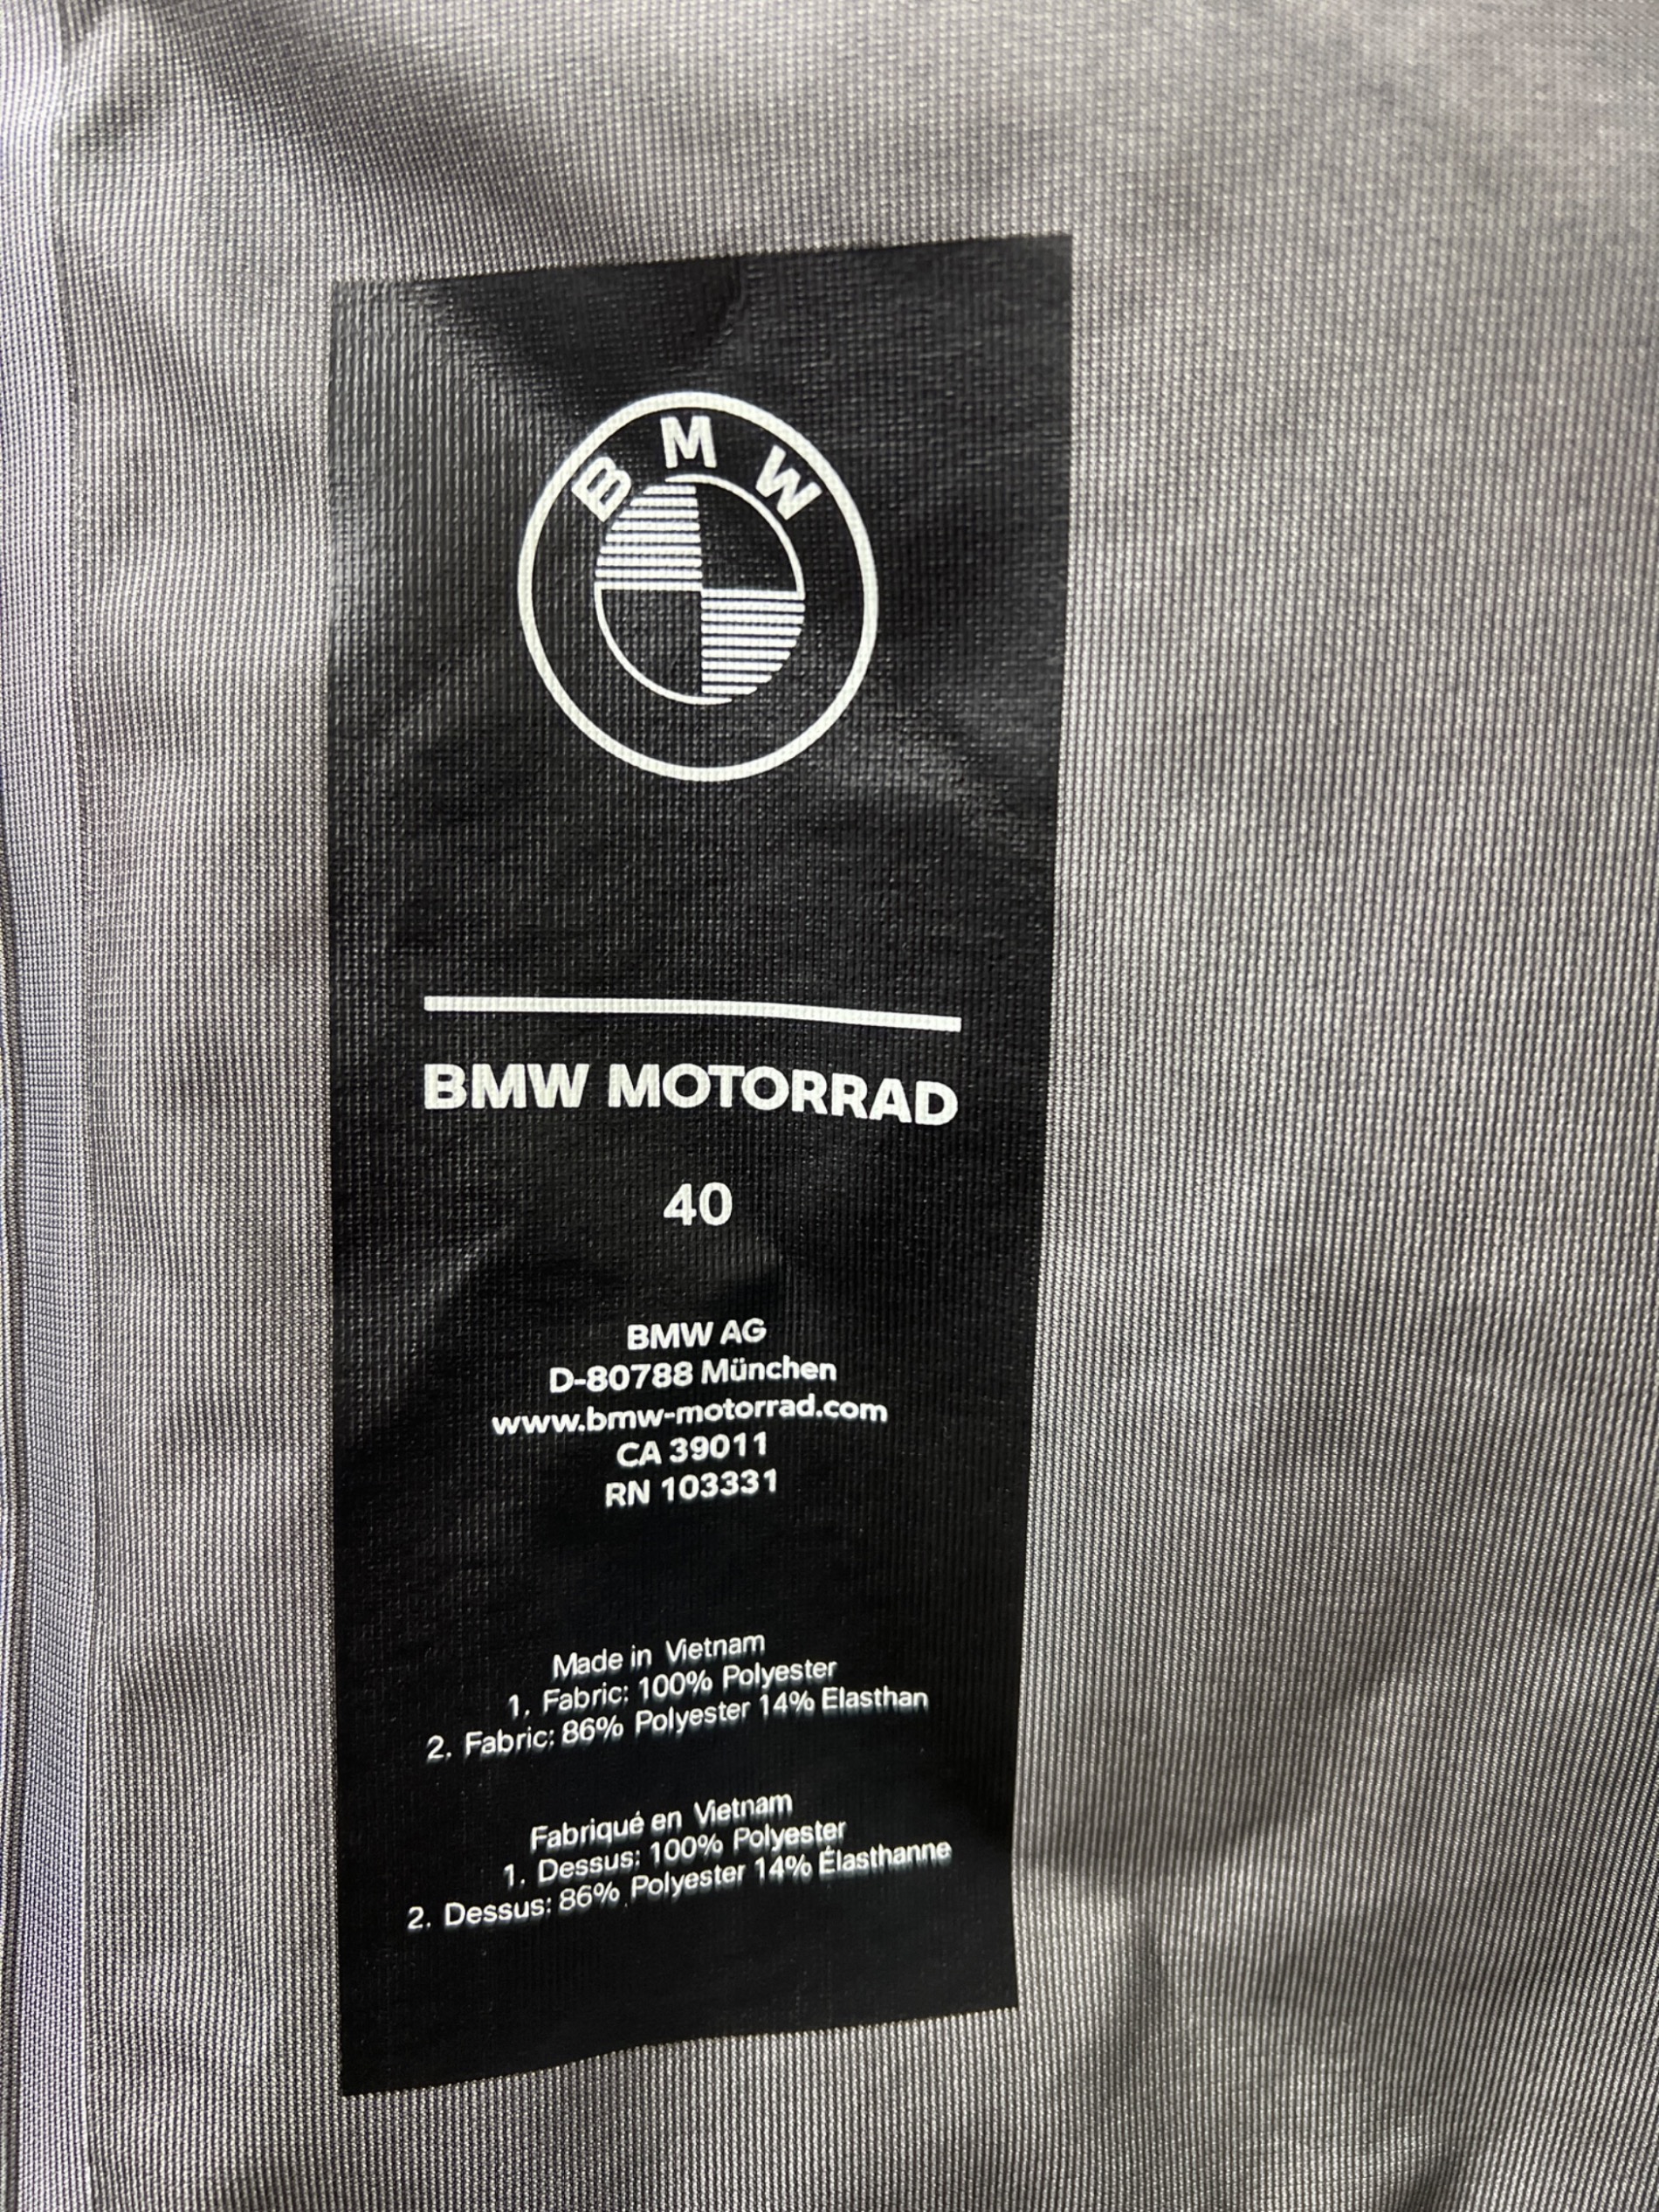 BMW
BMW MOTORRAD
40
BMW AG
D-80788 München
www.bmw-motorrad.com
CA 39011
RN 103331
Made in Vietnam
1. Fabric: 100% Polyester
2. Fabric: 86% Polyester 14% Elasthan
Fabriqué en Vietnam
1. Dessus: 100% Polyester
2. Dessus: 86% Polyester 14% Élasthanne